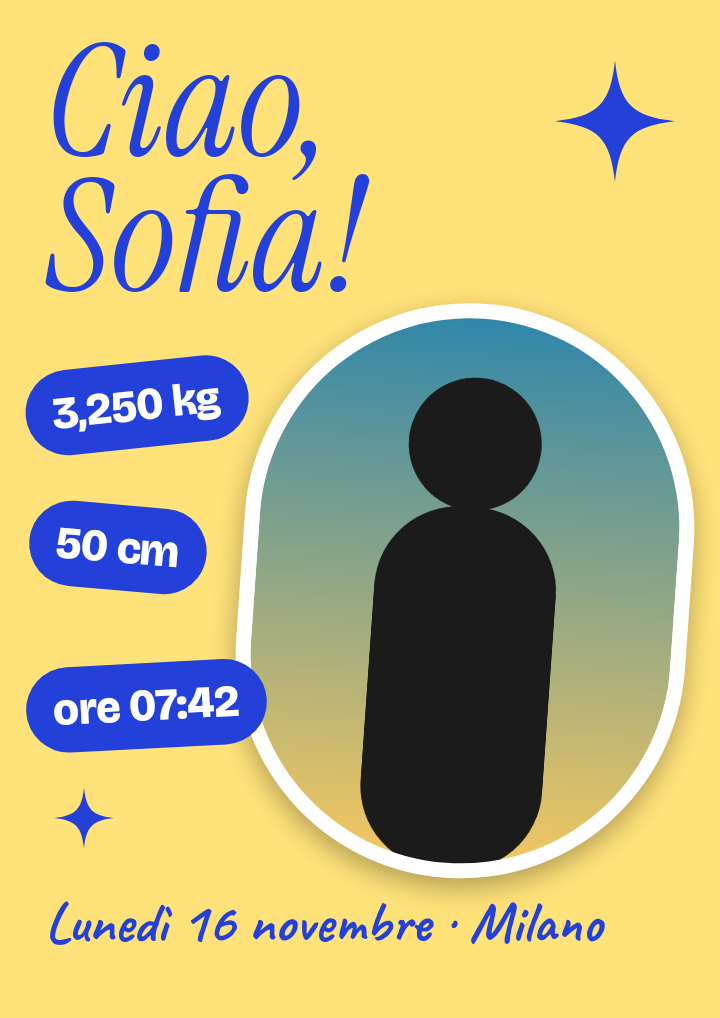 Ciao,
Sofia!
3,250 kg
50 cm
ore 07:42
Lunedì 16 novembre · Milano